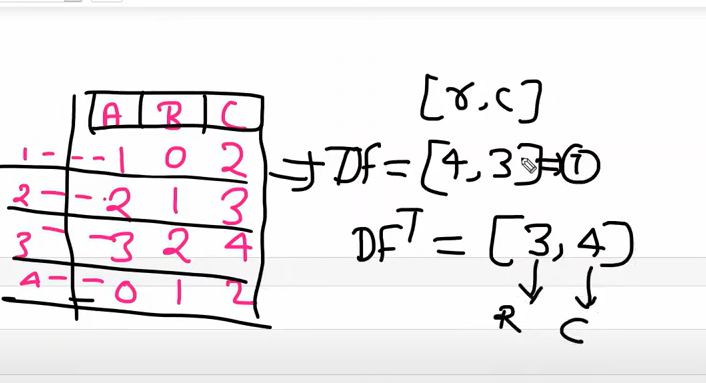 [r, c]
A B C
1 - - - 1 0 2 → Df = [4, 3] ⇒ ①
2 - - - 2 1 3
DF^T = [3, 4]
3 - - 3 2 4
4 - - - 0 1 2
R C